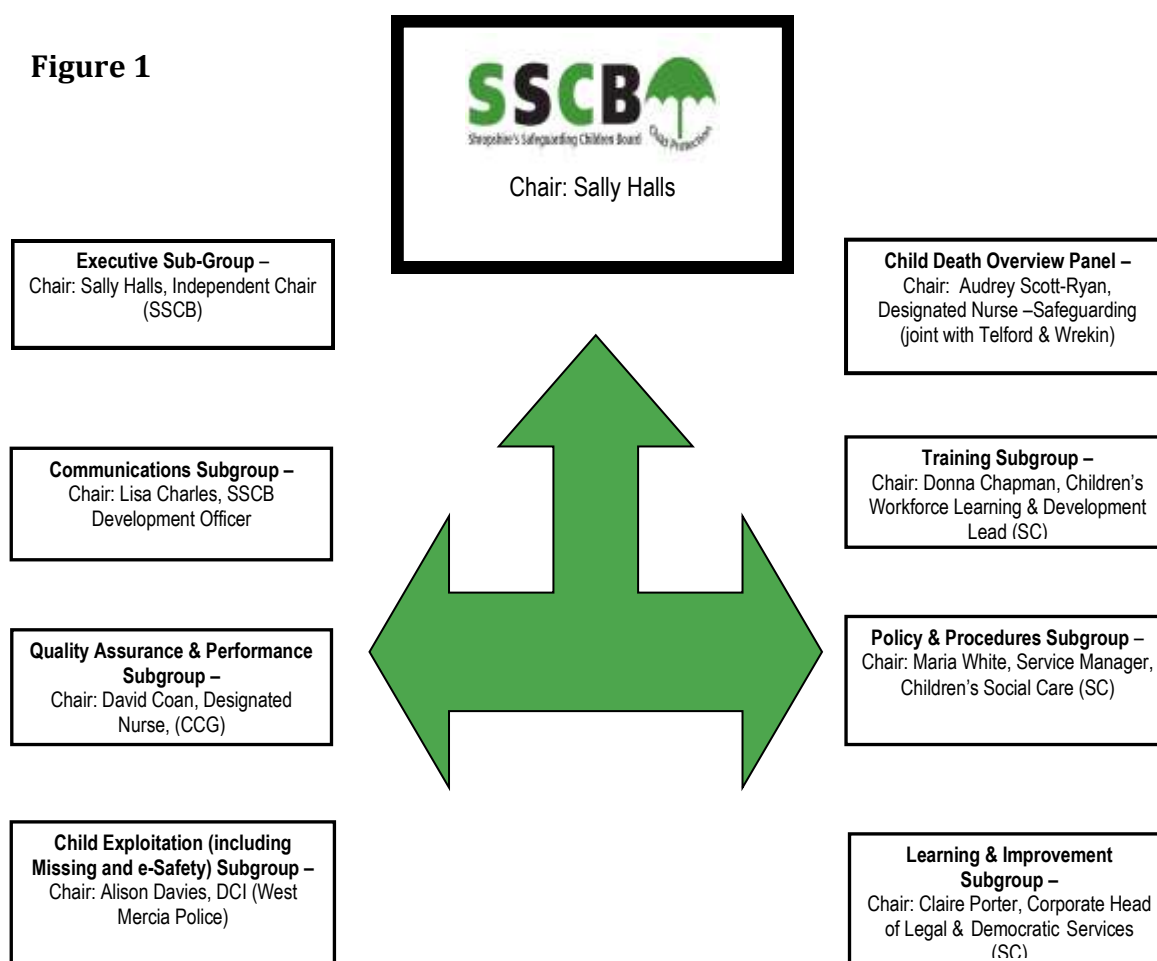 Figure 1
SSCB
Shropshire's Safeguarding Children Board
Child Protection
Chair: Sally Halls
Executive Sub-Group –
Chair: Sally Halls, Independent Chair
(SSCB)
Communications Subgroup –
Chair: Lisa Charles, SSCB
Development Officer
Quality Assurance & Performance
Subgroup –
Chair: David Coan, Designated
Nurse, (CCG)
Child Exploitation (including
Missing and e-Safety) Subgroup –
Chair: Alison Davies, DCI (West
Mercia Police)
Child Death Overview Panel –
Chair: Audrey Scott-Ryan,
Designated Nurse –Safeguarding
(joint with Telford & Wrekin)
Training Subgroup –
Chair: Donna Chapman, Children's
Workforce Learning & Development
Lead (SC)
Policy & Procedures Subgroup –
Chair: Maria White, Service Manager,
Children's Social Care (SC)
Learning & Improvement
Subgroup –
Chair: Claire Porter, Corporate Head
of Legal & Democratic Services
(SC)